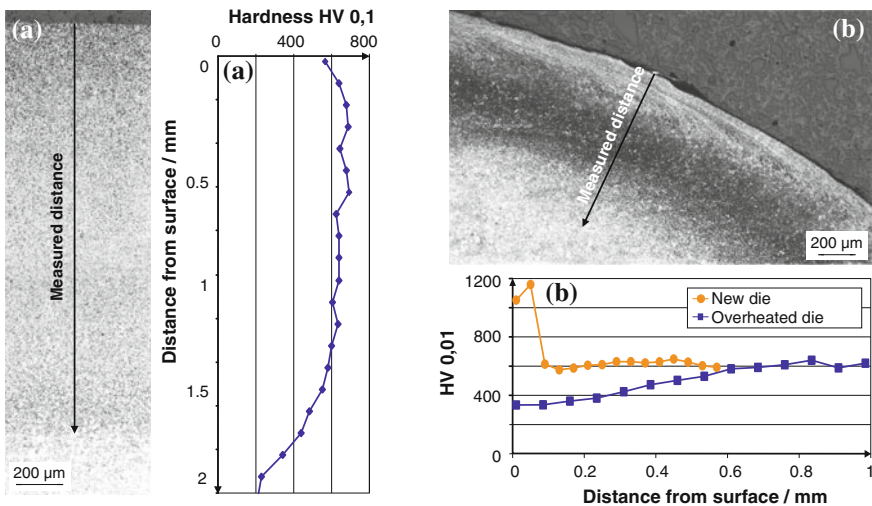 (a)
Measured distance
200 µm
Hardness HV 0,1
0 400 800
(a)
Distance from surface / mm
0
0.5
1
1.5
2
(b)
Measured distance
200 µm
(b)
New die
Overheated die
HV 0,01
1200
800
400
0
0 0.2 0.4 0.6 0.8 1
Distance from surface / mm